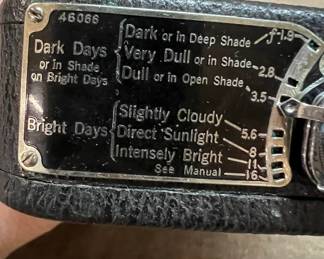 46066
Dark or in Deep Shade f-1.9
Dark Days
or in Shade
on Bright Days
Very Dull or in Shade 2.8
Dull or in Open Shade 3.5
Bright Days
Slightly Cloudy 5.6
Direct Sunlight 8
Intensely Bright 11
See Manual 16